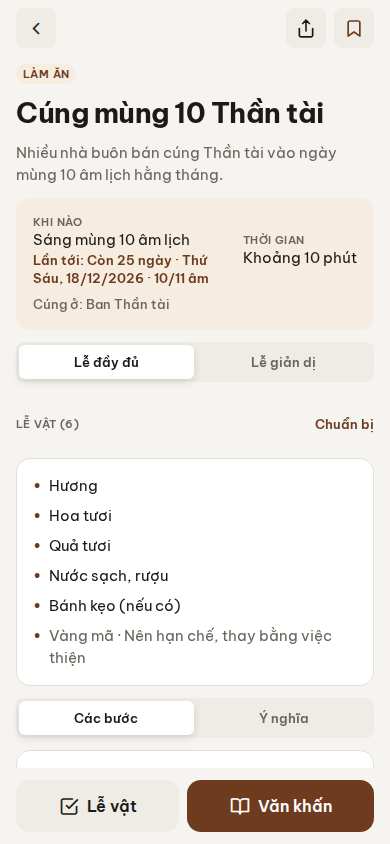 LÀM ĂN
Cúng mùng 10 Thần tài
Nhiều nhà buôn bán cúng Thần tài vào ngày
mùng 10 âm lịch hằng tháng.
KHI NÀO
Sáng mùng 10 âm lịch
Lần tới: Còn 25 ngày · Thứ
Sáu, 18/12/2026 · 10/11 âm
THỜI GIAN
Khoảng 10 phút
Cúng ở: Ban Thần tài
Lễ đầy đủ
Lễ giản dị
LỄ VẬT (6)
Chuẩn bị
• Hương
• Hoa tươi
• Quả tươi
• Nước sạch, rượu
• Bánh kẹo (nếu có)
• Vàng mã · Nên hạn chế, thay bằng việc
thiện
Các bước
Ý nghĩa
Lễ vật
Văn khấn